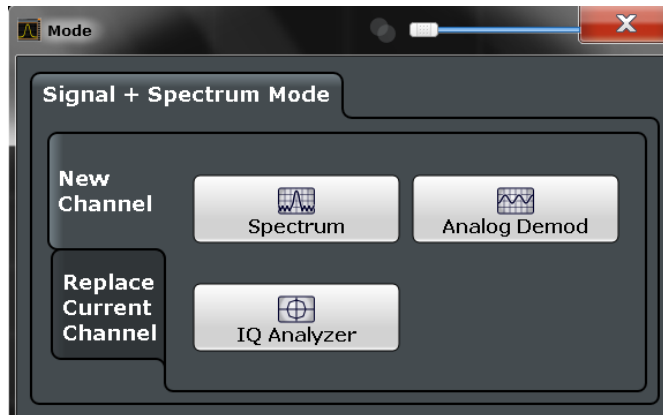 Mode
X
Signal + Spectrum Mode
New
Channel
Spectrum
Analog Demod
Replace
Current
Channel
IQ Analyzer